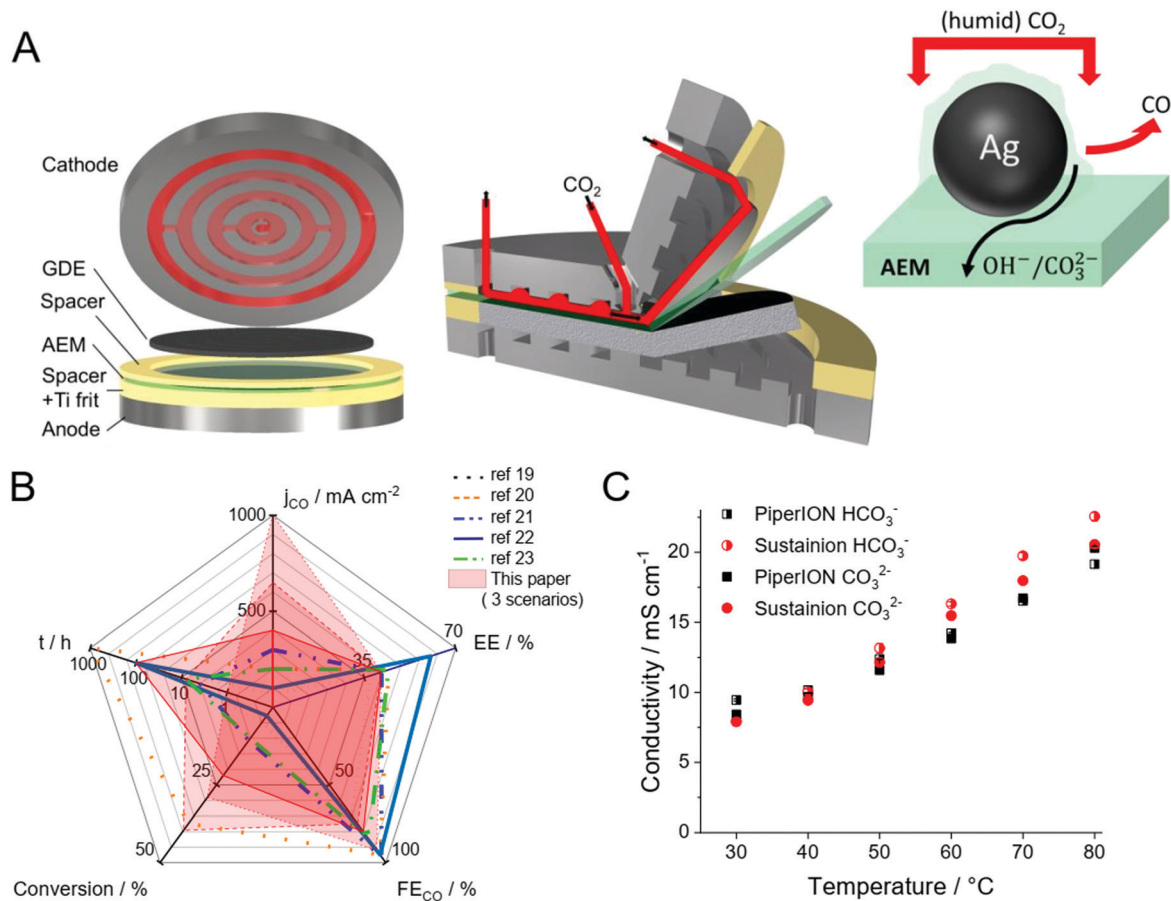 A
Cathode
GDE
Spacer
AEM
Spacer
+Ti frit
Anode
CO₂
(humid) CO₂
Ag
CO
AEM
OH⁻/CO₃²⁻
B
jCO / mA cm⁻²
1000
500
ref 19
ref 20
ref 21
ref 22
ref 23
This paper
( 3 scenarios)
t / h
1000
100
10
1
70
EE / %
35
25
50
50
100
Conversion / %
FECO / %
C
PiperION HCO₃⁻
Sustainion HCO₃⁻
PiperION CO₃²⁻
Sustainion CO₃²⁻
Conductivity / mS cm⁻¹
20
15
10
5
0
30 40 50 60 70 80
Temperature / °C